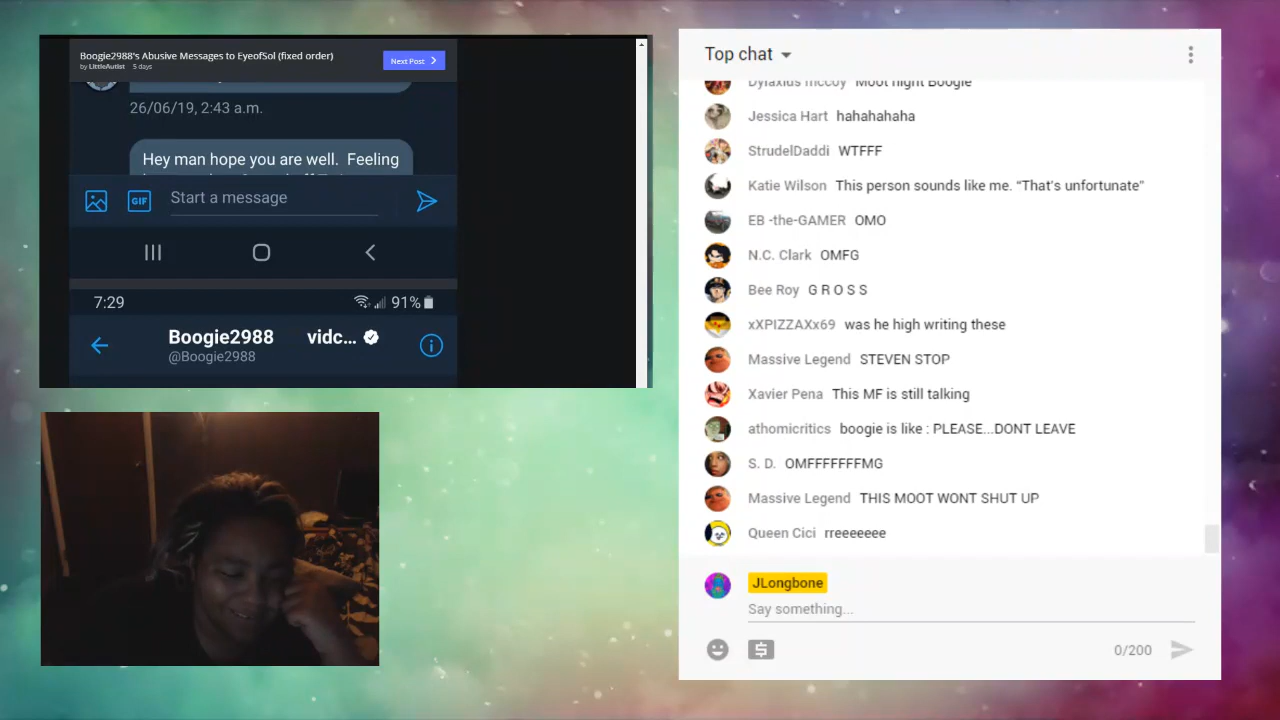 Boogie2988's Abusive Messages to EyeofSol (fixed order)
by LittleAutist 5 days
Next Post
26/06/19, 2:43 a.m.
Hey man hope you are well. Feeling
GIF Start a message
7:29 91%
Boogie2988 vidc...
@Boogie2988
Top chat
Dylaxius mccoy Moot night Boogie
Jessica Hart hahahahaha
StrudelDaddi WTFFF
Katie Wilson This person sounds like me. “That's unfortunate”
EB -the-GAMER OMO
N.C. Clark OMFG
Bee Roy G R O S S
xXPIZZAXx69 was he high writing these
Massive Legend STEVEN STOP
Xavier Pena This MF is still talking
athomicritics boogie is like : PLEASE...DONT LEAVE
S. D. OMFFFFFFMG
Massive Legend THIS MOOT WONT SHUT UP
Queen Cici rreeeeeee
JLongbone
Say something...
0/200